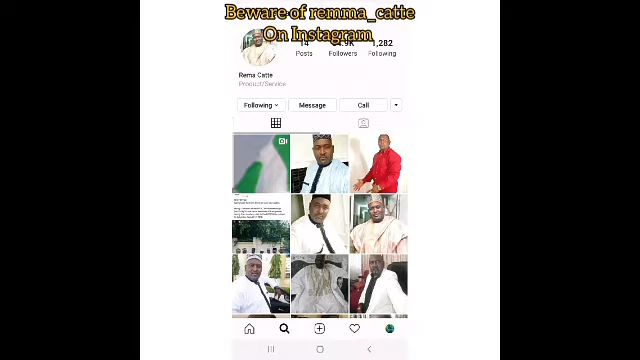 Beware of remma_catte
On Instagram
14
1,282
Posts
Followers
Following
Rema Catte
Product/Service
Following
Message
Call